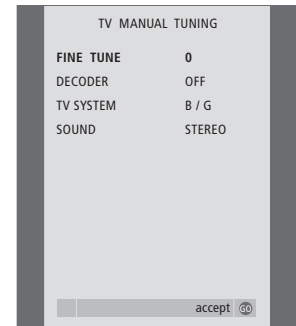 TV MANUAL TUNING
FINE TUNE 0
DECODER OFF
TV SYSTEM B / G
SOUND STEREO
accept GO